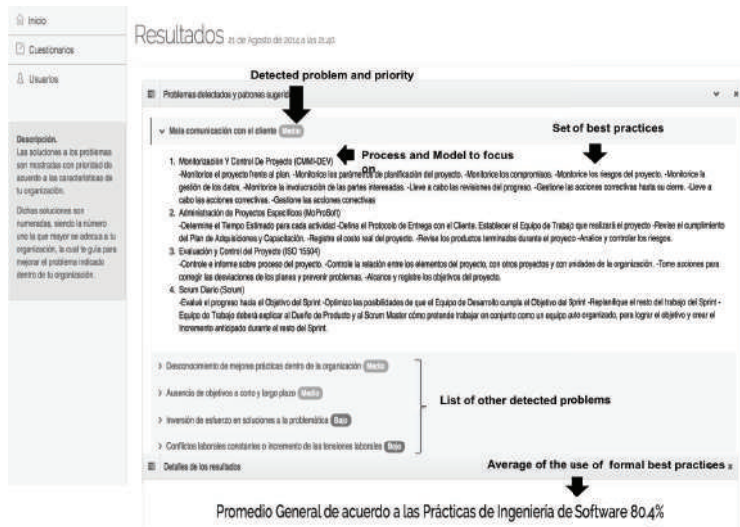 Inicio
Cuestionarios
Usuarios
Descripción.
Las soluciones a los problemas
son mostradas con prioridad de
acuerdo a las características de
tu organización.
Dichas soluciones son
numeradas, siendo la número
uno la que mejor se adecua a tu
organización, la cual te guía para
mejorar el problema indicado
dentro de tu organización.
Resultados 21 de Agosto de 2014 a las 21:40.
Detected problem and priority
Problemas detectados y patrones sugeridos
Mala comunicación con el cliente Media
Set of best practices
Process and Model to focus
on
1. Monitorización Y Control De Proyecto (CMMI-DEV)
-Monitorice el proyecto frente al plan. -Monitorice los parámetros de planificación del proyecto. -Monitorice los compromisos. -Monitorice los riesgos del proyecto. -Monitorice la
gestión de los datos. -Monitorice la involucración de las partes interesadas. -Lleve a cabo las revisiones del progreso. -Gestione las acciones correctivas hasta su cierre. -Lleve a
cabo las acciones correctivas. -Gestione las acciones correctivas
2. Administración de Proyectos Específicos (MoProSoft)
-Determine el Tiempo Estimado para cada actividad -Defina el Protocolo de Entrega con el Cliente. Establecer el Equipo de Trabajo que realizará el proyecto -Revise el cumplimiento
del Plan de Adquisiciones y Capacitación. -Registre el costo real del proyecto. -Revise los productos terminados durante el proyecto -Analice y controlar los riesgos.
3. Evaluación y Control del Proyecto (ISO 15504)
-Controle e informe sobre proceso del proyecto. -Controle la relación entre los elementos del proyecto, con otros proyectos y con unidades de la organización. -Tome acciones para
corregir las desviaciones de los planes y prevenir problemas. -Alcance y registre los objetivos del proyecto.
4. Scrum Diario (Scrum)
-Evalué el progreso hacia el Objetivo del Sprint -Optimizo las posibilidades de que el Equipo de Desarrollo cumpla el Objetivo del Sprint -Replanifique el resto del trabajo del Sprint -
Equipo de Trabajo deberá explicar al Dueño de Producto y al Scrum Master cómo pretende trabajar en conjunto como un equipo auto organizado, para lograr el objetivo y crear el
Incremento anticipado durante el resto del Sprint.
Desconocimiento de mejores prácticas dentro de la organización Media
Ausencia de objetivos a corto y largo plazo Media
List of other detected problems
Inversión de esfuerzo en soluciones a la problemática Bajo
Conflictos laborales constantes o incremento de las tensiones laborales Bajo
Detalles de los resultados
Average of the use of formal best practices
Promedio General de acuerdo a las Prácticas de Ingeniería de Software 80.4%